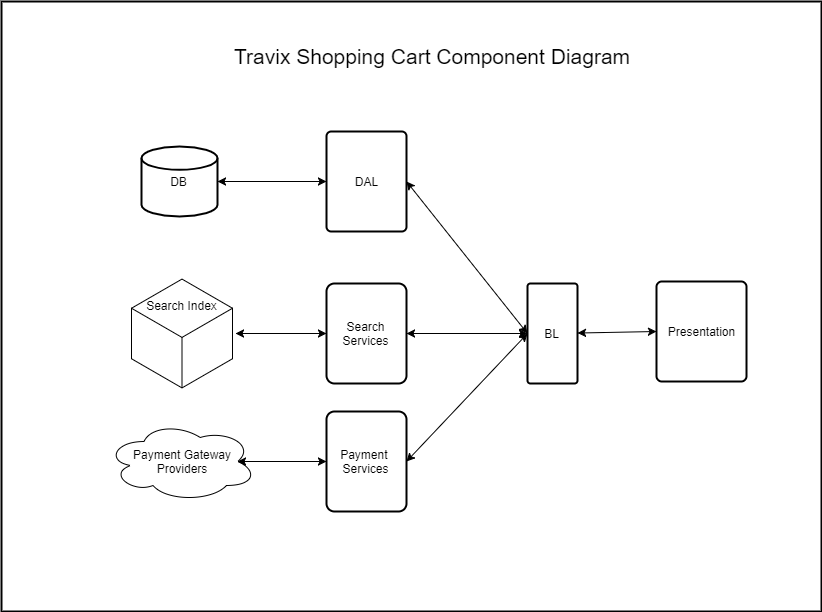 Travix Shopping Cart Component Diagram
DB
DAL
Search Index
Search
Services
BL
Presentation
Payment Gateway
Providers
Payment
Services